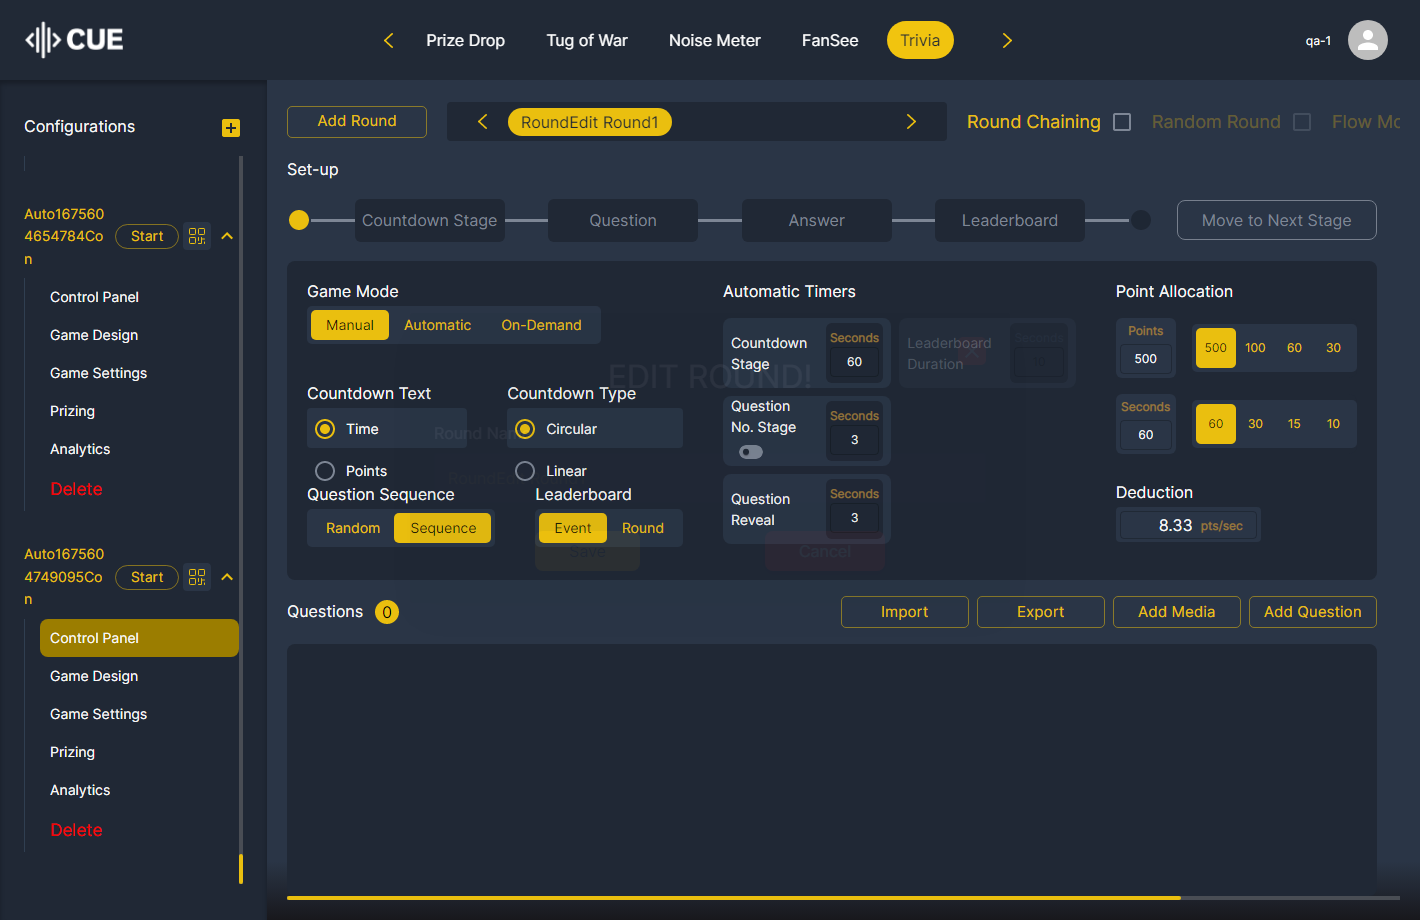 CUE
Prize Drop
Tug of War
Noise Meter
FanSee
Trivia
qa-1
Configurations
Auto167560
4654784Co
n
Start
Control Panel
Game Design
Game Settings
Prizing
Analytics
Delete
Auto167560
4749095Co
n
Start
Control Panel
Game Design
Game Settings
Prizing
Analytics
Delete
Add Round
RoundEdit Round1
Round Chaining
Random Round
Flow Mo
Set-up
Countdown Stage
Question
Answer
Leaderboard
Move to Next Stage
Game Mode
Manual
Automatic
On-Demand
Countdown Text
Time
Points
Countdown Type
Circular
Linear
Question Sequence
Random
Sequence
Leaderboard
Event
Round
EDIT ROUND!
Round Na
Save
Cancel
Automatic Timers
Countdown
Stage
Seconds
60
Leaderboard
Duration
Seconds
Question
No. Stage
Seconds
3
Question
Reveal
Seconds
3
Point Allocation
Points
500
500
100
60
30
Seconds
60
60
30
15
10
Deduction
8.33 pts/sec
Questions
0
Import
Export
Add Media
Add Question